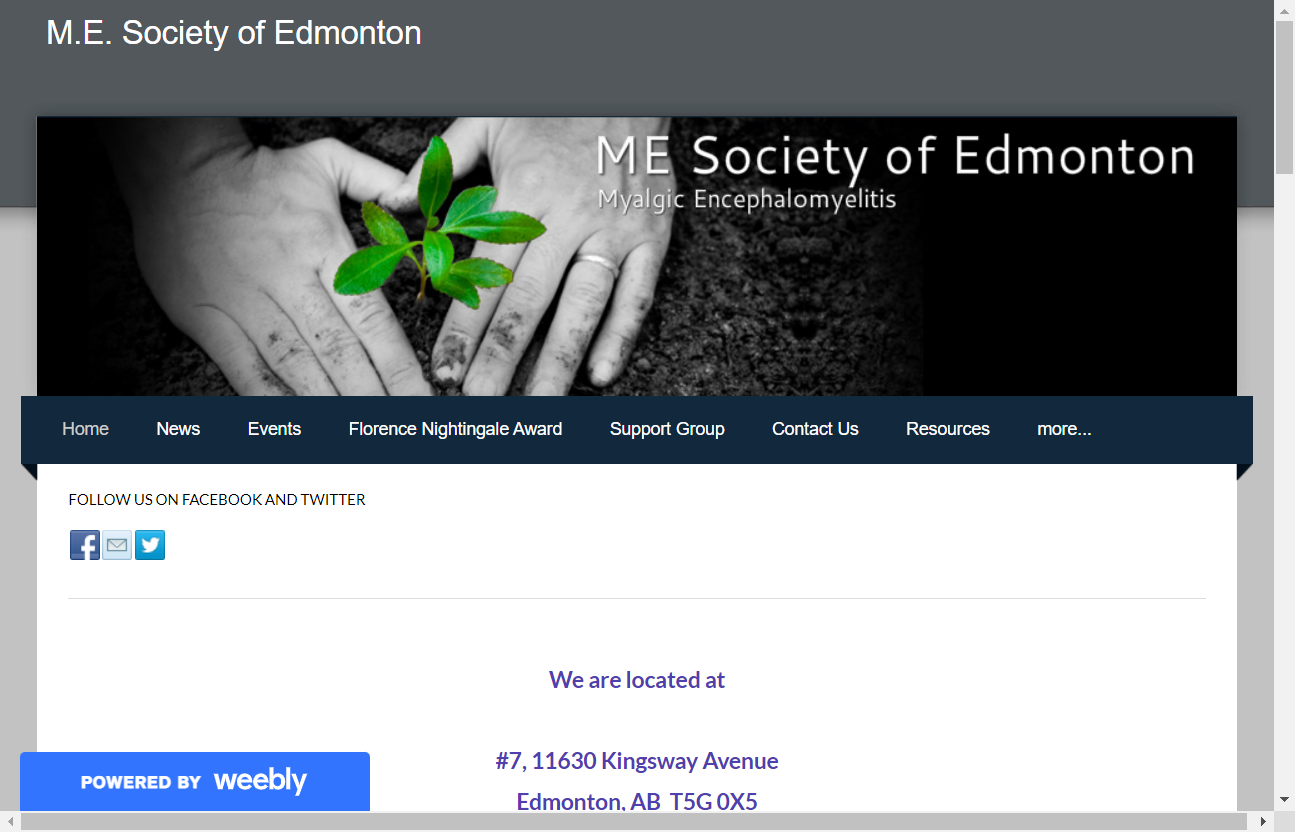 M.E. Society of Edmonton
ME Society of Edmonton
Myalgic Encephalomyelitis
Home News Events Florence Nightingale Award Support Group Contact Us Resources more...
FOLLOW US ON FACEBOOK AND TWITTER
We are located at
#7, 11630 Kingsway Avenue
Edmonton, AB T5G 0X5
POWERED BY weebly